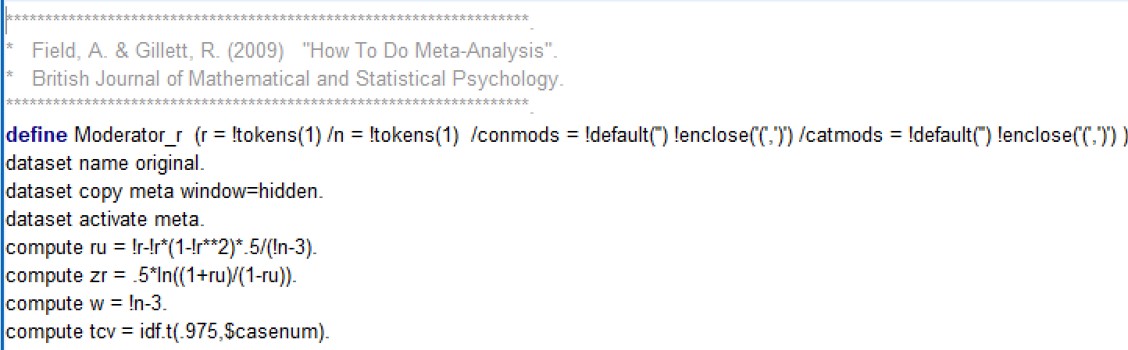 *******************************************************************.
*   Field, A. & Gillett, R. (2009)   "How To Do Meta-Analysis".
*   British Journal of Mathematical and Statistical Psychology.
*******************************************************************.
define Moderator_r  (r = !tokens(1) /n = !tokens(1)  /conmods = !default('') !enclose('(',')') /catmods = !default('') !enclose('(',')') )
dataset name original.
dataset copy meta window=hidden.
dataset activate meta.
compute ru = !r-!r*(1-!r**2)*.5/(!n-3).
compute zr = .5*ln((1+ru)/(1-ru)).
compute w = !n-3.
compute tcv = idf.t(.975,$casenum).